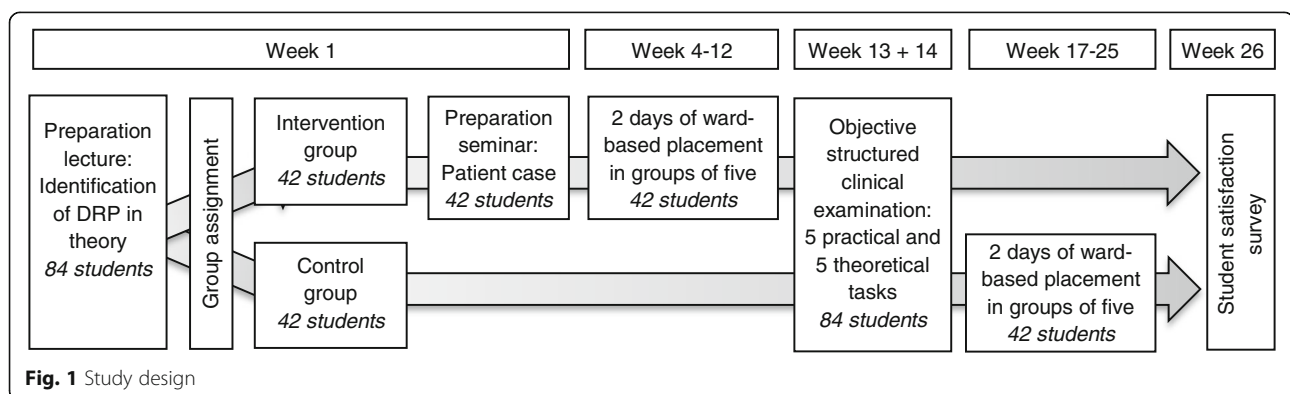 Week 1
Week 4-12
Week 13 + 14
Week 17-25
Week 26
Preparation
lecture:
Identification
of DRP in
theory
84 students
Group assignment
Intervention
group
42 students
Preparation
seminar:
Patient case
42 students
2 days of ward-
based placement
in groups of five
42 students
Control
group
42 students
Objective
structured
clinical
examination:
5 practical and
5 theoretical
tasks
84 students
2 days of ward-
based placement
in groups of five
42 students
Student satisfaction
survey
Fig. 1 Study design